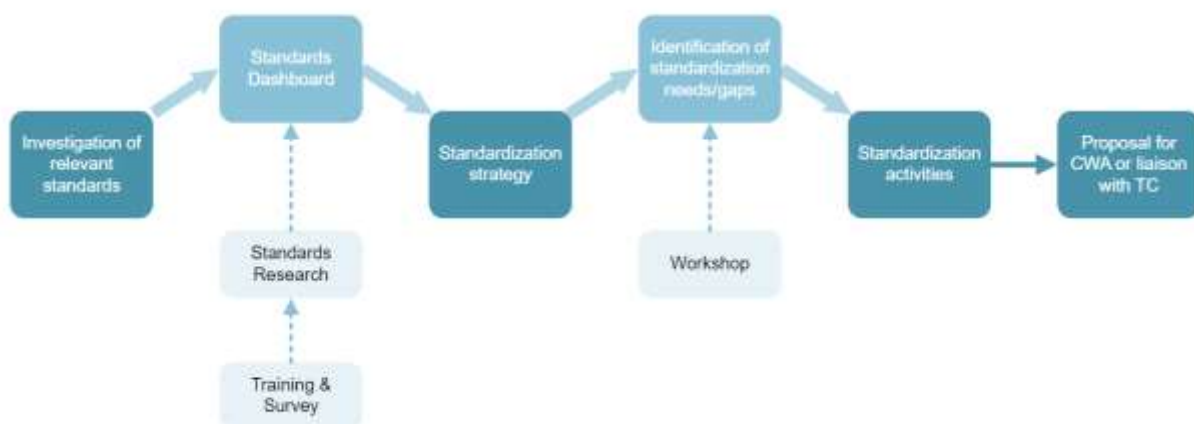 Investigation of
relevant
standards
Standards
Dashboard
Standards
Research
Training &
Survey
Standardization
strategy
Identification of
standardization
needs/gaps
Workshop
Standardization
activities
Proposal for
CWA or liaison
with TC